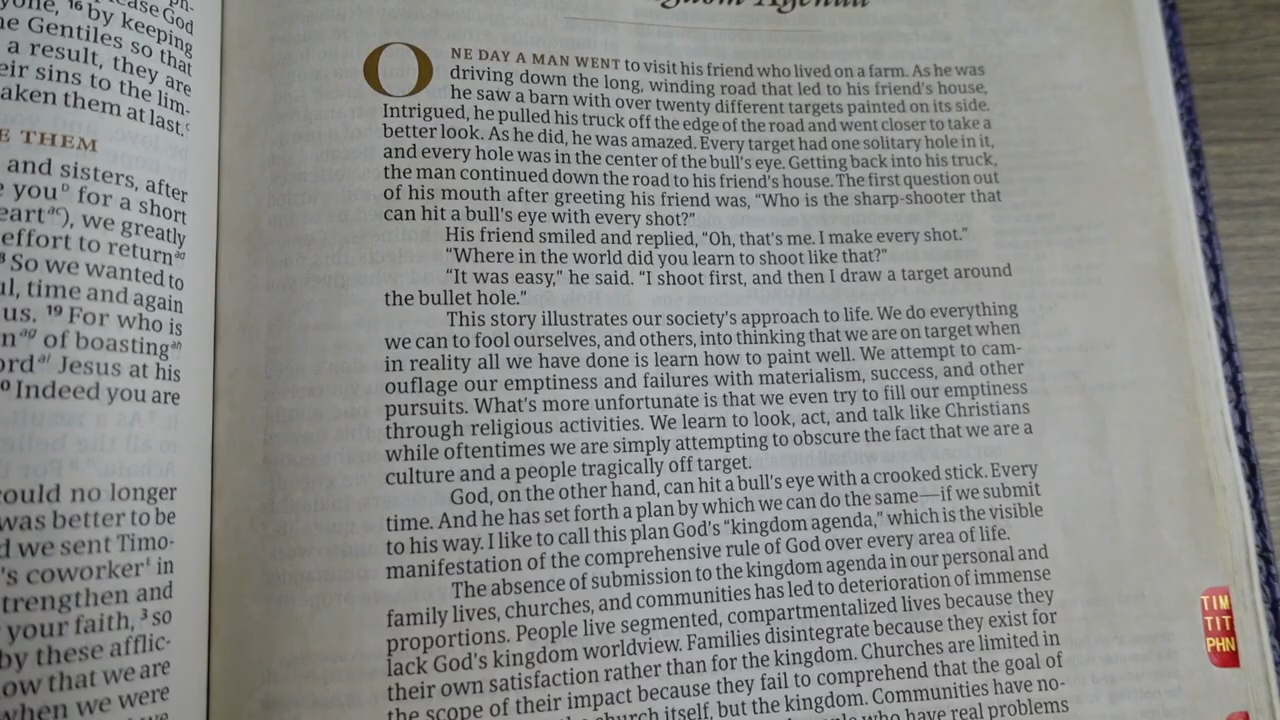 by keeping
Gentiles so that
a result, they are
their sins to the lim-
at last.
THEM
and sisters, after
you for a short
), we greatly
effort to return
So we wanted to
time and again
us. 19 For who is
of boasting
Jesus at his
Indeed you are
could no longer
was better to be
we sent Timo-
's coworker in
strengthen and
your faith, 3 so
by these afflic-
that we are
when we were
Agenda
ONE DAY A MAN WENT to visit his friend who lived on a farm. As he was
driving down the long, winding road that led to his friend's house,
he saw a barn with over twenty different targets painted on its side.
Intrigued, he pulled his truck off the edge of the road and went closer to take a
better look. As he did, he was amazed. Every target had one solitary hole in it,
and every hole was in the center of the bull's eye. Getting back into his truck,
the man continued down the road to his friend's house. The first question out
of his mouth after greeting his friend was, "Who is the sharp-shooter that
can hit a bull's eye with every shot?"
His friend smiled and replied, "Oh, that's me. I make every shot."
"Where in the world did you learn to shoot like that?"
"It was easy," he said. "I shoot first, and then I draw a target around
the bullet hole."
This story illustrates our society's approach to life. We do everything
we can to fool ourselves, and others, into thinking that we are on target when
in reality all we have done is learn how to paint well. We attempt to cam-
ouflage our emptiness and failures with materialism, success, and other
pursuits. What's more unfortunate is that we even try to fill our emptiness
through religious activities. We learn to look, act, and talk like Christians
while oftentimes we are simply attempting to obscure the fact that we are a
culture and a people tragically off target.
God, on the other hand, can hit a bull's eye with a crooked stick. Every
time. And he has set forth a plan by which we can do the same—if we submit
to his way. I like to call this plan God's "kingdom agenda," which is the visible
manifestation of the comprehensive rule of God over every area of life.
The absence of submission to the kingdom agenda in our personal and
family lives, churches, and communities has led to deterioration of immense
proportions. People live segmented, compartmentalized lives because they
lack God's kingdom worldview. Families disintegrate because they exist for
their own satisfaction rather than for the kingdom. Churches are limited in
the scope of their impact because they fail to comprehend that the goal of
the church itself, but the kingdom. Communities have no-
who have real problems
TIM
TIT
PHN